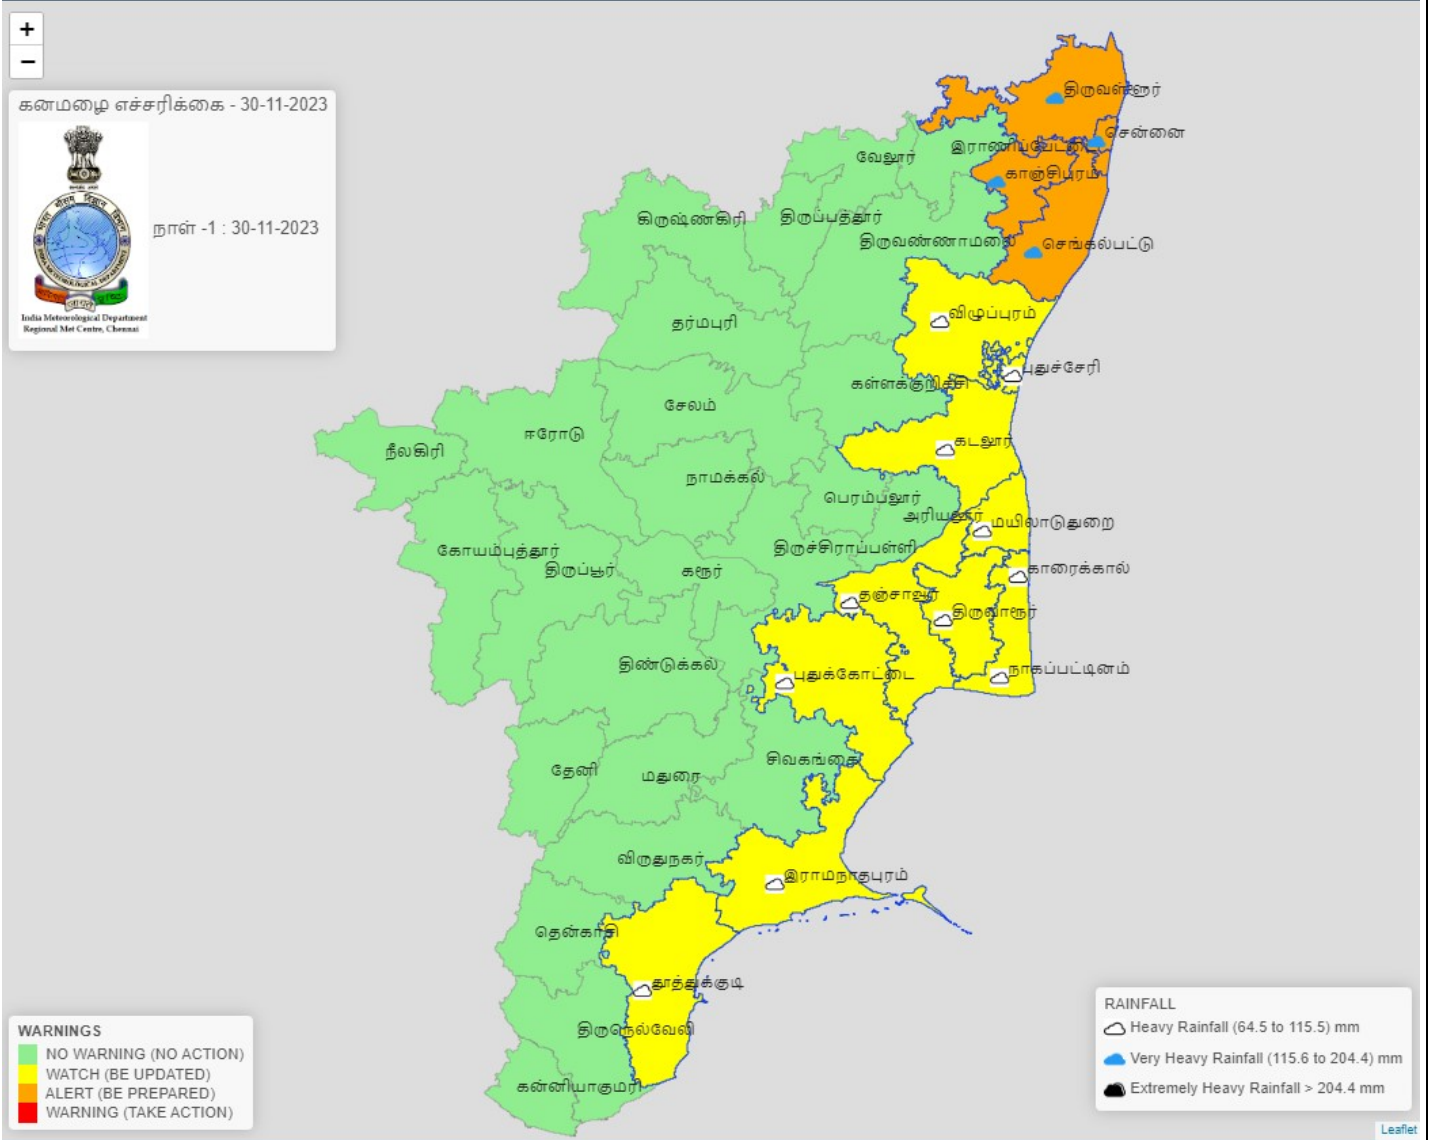 +
−
கனமழை எச்சரிக்கை - 30-11-2023
நாள் -1 : 30-11-2023
India Meteorological Department
Regional Met Centre, Chennai
திருவள்ளூர்
சென்னை
இராணிப்பேட்டை
வேலூர்
காஞ்சிபுரம்
கிருஷ்ணகிரி
திருப்பத்தூர்
திருவண்ணாமலை
செங்கல்பட்டு
விழுப்புரம்
தர்மபுரி
புதுச்சேரி
கள்ளக்குறிச்சி
சேலம்
ஈரோடு
கடலூர்
நீலகிரி
நாமக்கல்
பெரம்பலூர்
அரியலூர்
மயிலாடுதுறை
கோயம்புத்தூர்
திருச்சிராப்பள்ளி
திருப்பூர்
கரூர்
காரைக்கால்
தஞ்சாவூர்
திருவாரூர்
திண்டுக்கல்
புதுக்கோட்டை
நாகப்பட்டினம்
சிவகங்கை
தேனி
மதுரை
விருதுநகர்
இராமநாதபுரம்
தென்காசி
தூத்துக்குடி
திருநெல்வேலி
கன்னியாகுமரி
WARNINGS
NO WARNING (NO ACTION)
WATCH (BE UPDATED)
ALERT (BE PREPARED)
WARNING (TAKE ACTION)
RAINFALL
Heavy Rainfall (64.5 to 115.5) mm
Very Heavy Rainfall (115.6 to 204.4) mm
Extremely Heavy Rainfall > 204.4 mm
Leaflet